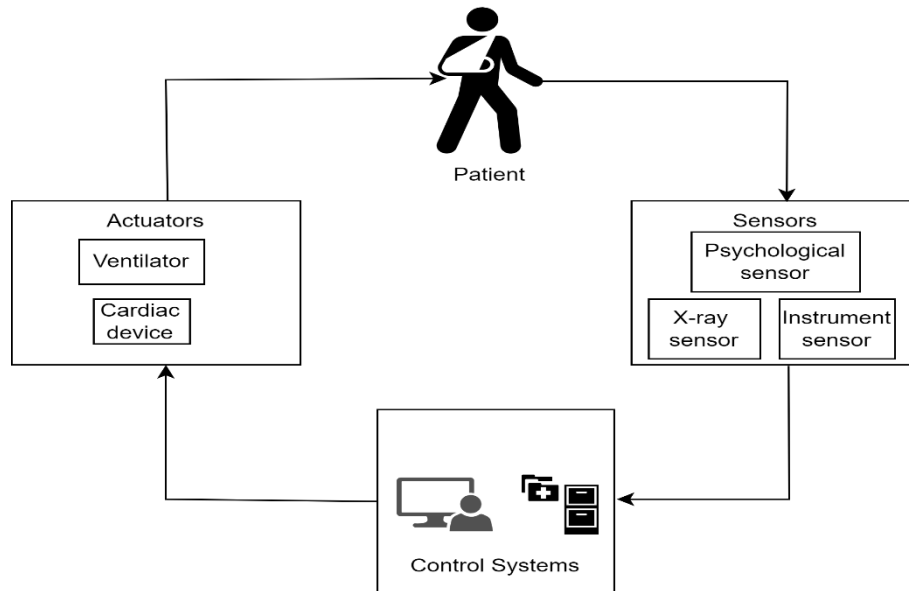 Patient
Actuators
Ventilator
Cardiac
device
Sensors
Psychological
sensor
X-ray
sensor
Instrument
sensor
Control Systems